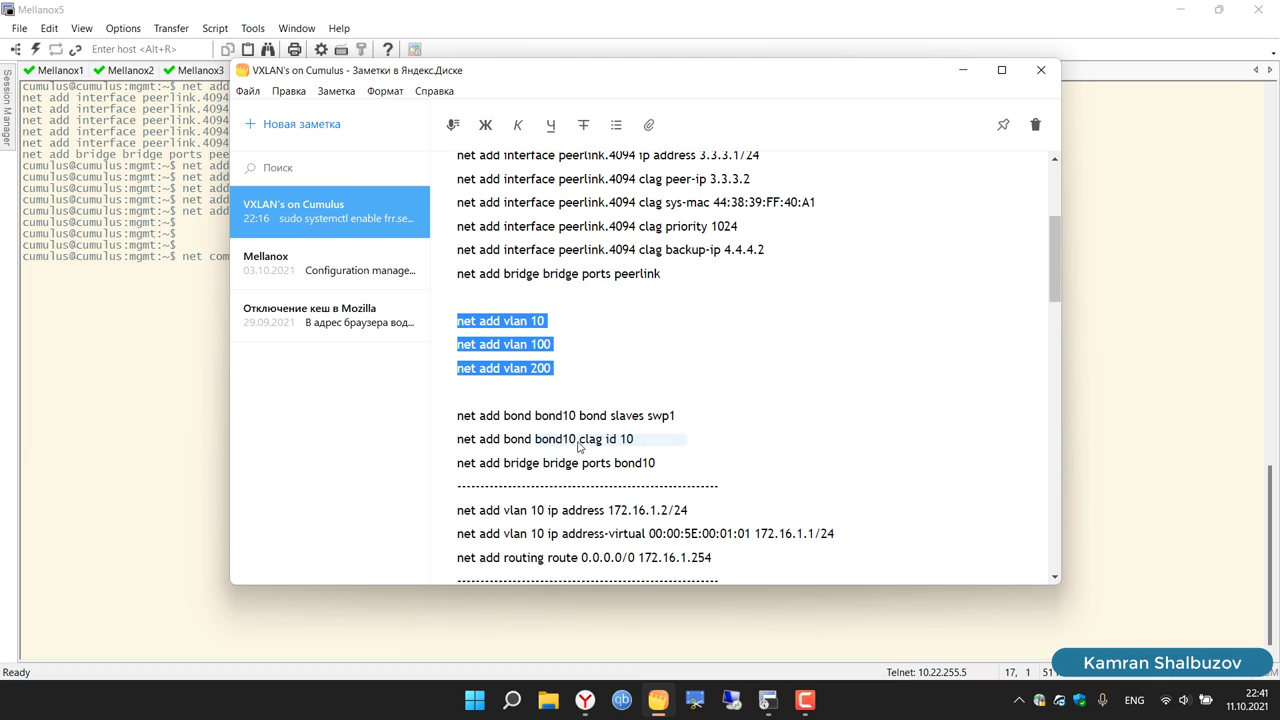 Mellanox5
File Edit View Options Transfer Script Tools Window Help
Enter host <Alt+R>
Mellanox1 Mellanox2 Mellanox3
Session Manager
cumulus@cumulus:mgmt:~$ net add
net add interface peerlink.4094
net add interface peerlink.4094
net add interface peerlink.4094
net add interface peerlink.4094
net add interface peerlink.4094
net add bridge bridge ports pee
cumulus@cumulus:mgmt:~$ net add
cumulus@cumulus:mgmt:~$ net add
cumulus@cumulus:mgmt:~$ net add
cumulus@cumulus:mgmt:~$ net add
cumulus@cumulus:mgmt:~$ net add
cumulus@cumulus:mgmt:~$
cumulus@cumulus:mgmt:~$
cumulus@cumulus:mgmt:~$
cumulus@cumulus:mgmt:~$ net com
VXLAN's on Cumulus - Заметки в Яндекс.Диске
Файл Правка Заметка Формат Справка
Новая заметка
Ж К Ч Т
Поиск
VXLAN's on Cumulus
22:16 sudo systemctl enable frr.se...
Mellanox
03.10.2021 Configuration manage...
Отключение кеш в Mozilla
29.09.2021 В адрес браузера вод...
net add interface peerlink.4094 ip address 3.3.3.1/24
net add interface peerlink.4094 clag peer-ip 3.3.3.2
net add interface peerlink.4094 clag sys-mac 44:38:39:FF:40:A1
net add interface peerlink.4094 clag priority 1024
net add interface peerlink.4094 clag backup-ip 4.4.4.2
net add bridge bridge ports peerlink
net add vlan 10
net add vlan 100
net add vlan 200
net add bond bond10 bond slaves swp1
net add bond bond10 clag id 10
net add bridge bridge ports bond10
--------------------------------------------------------
net add vlan 10 ip address 172.16.1.2/24
net add vlan 10 ip address-virtual 00:00:5E:00:01:01 172.16.1.1/24
net add routing route 0.0.0.0/0 172.16.1.254
--------------------------------------------------------
Kamran Shalbuzov
Ready
Telnet: 10.22.255.5 17, 1
ENG
22:41
11.10.2021